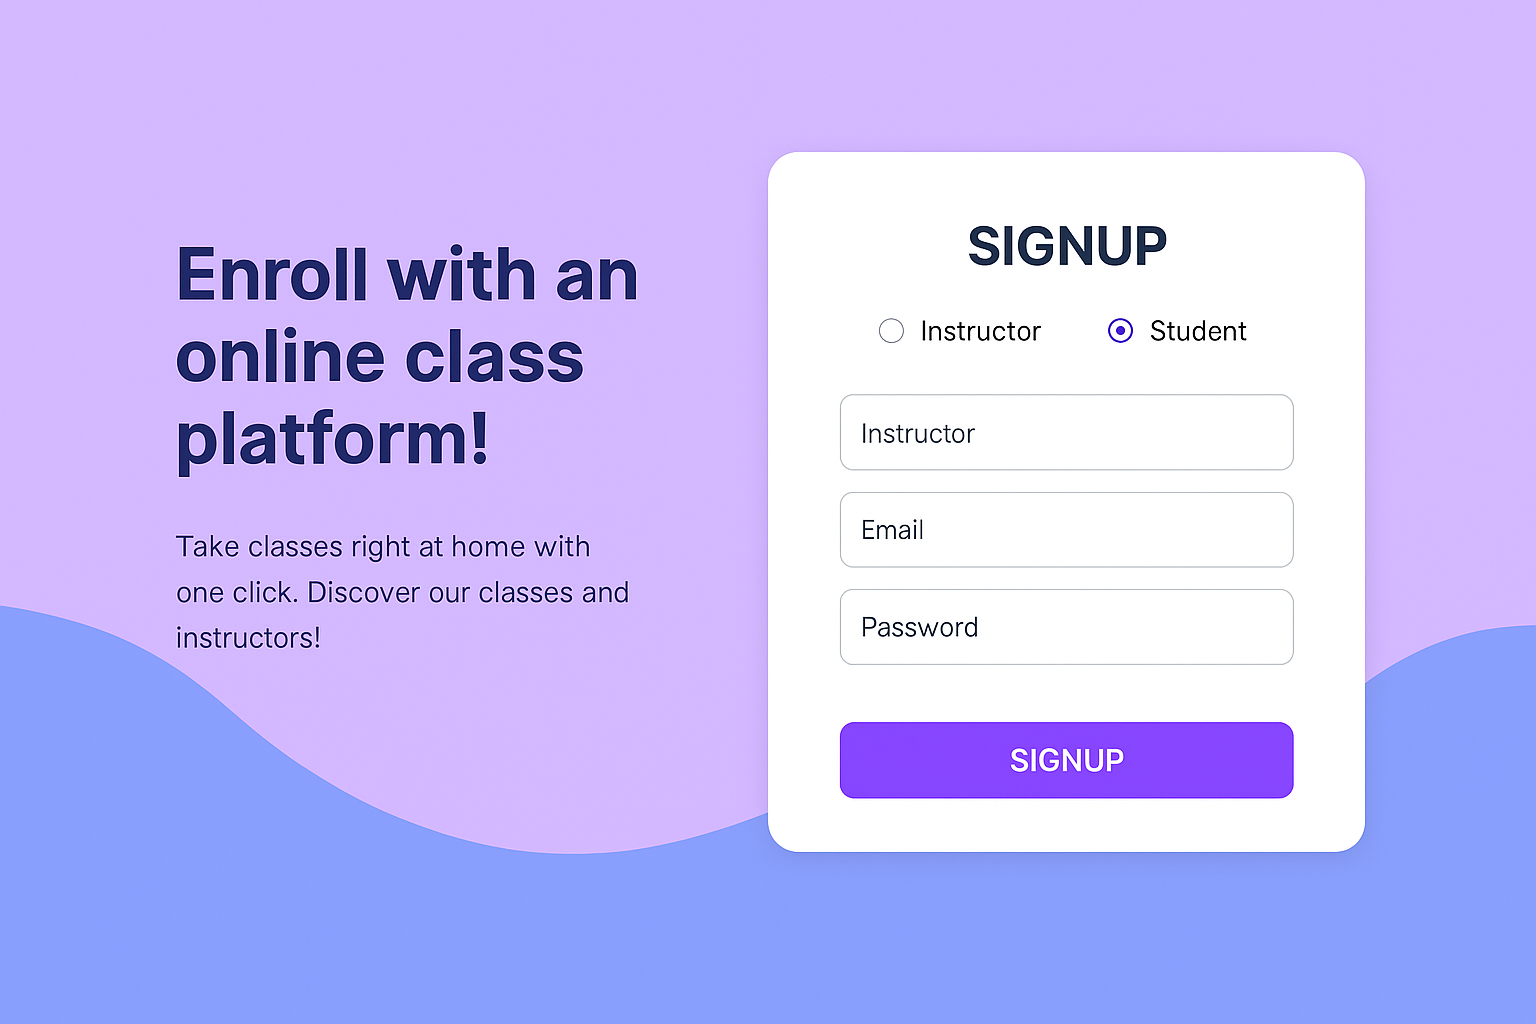 Enroll with an
online class
platform!
Take classes right at home with
one click. Discover our classes and
instructors!
SIGNUP
Instructor
Student
Instructor
Email
Password
SIGNUP